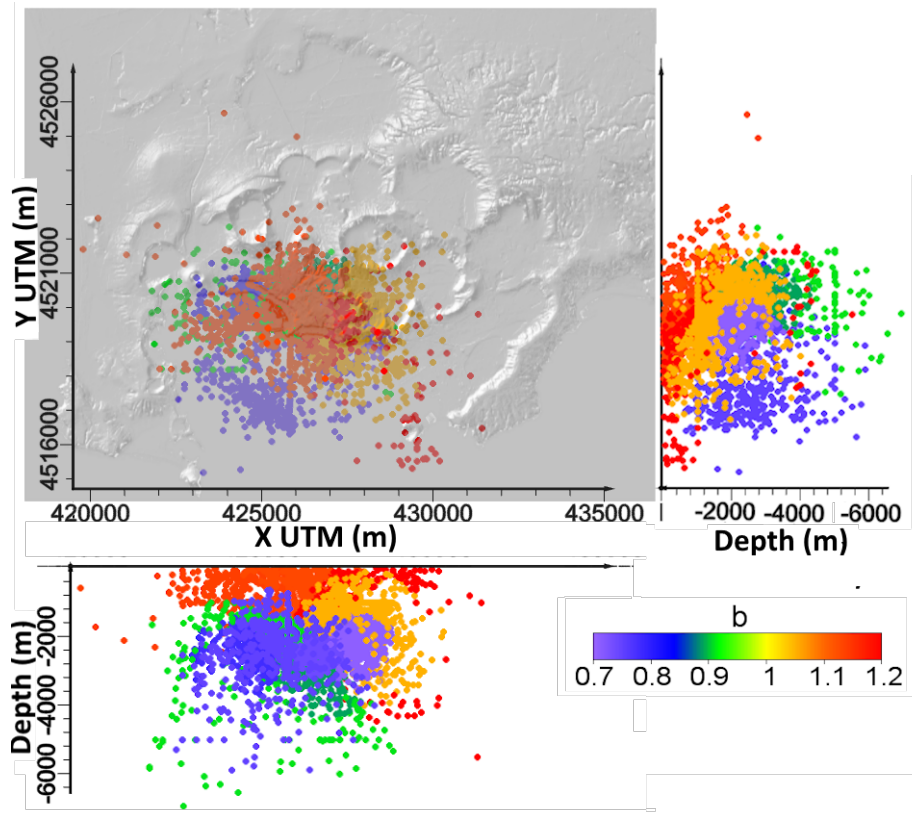 4526000
4521000
4516000
Y UTM (m)
420000 425000 430000 435000
X UTM (m)
-2000 -4000 -6000
Depth (m)
-2000
-4000
-6000
Depth (m)
b
0.7 0.8 0.9 1 1.1 1.2